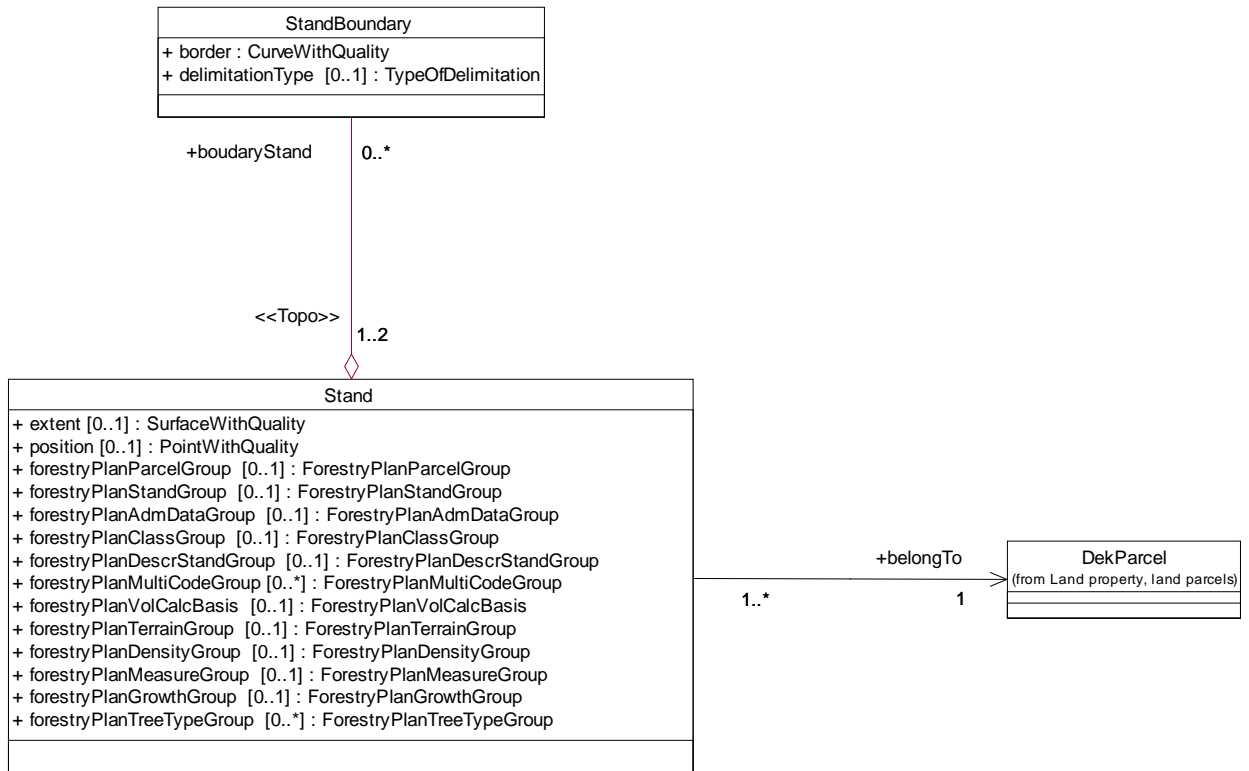 StandBoundary
+ border : CurveWithQuality
+ delimitationType [0..1] : TypeOfDelimitation
+boudaryStand
0..*
<<Topo>>
1..2
Stand
+ extent [0..1] : SurfaceWithQuality
+ position [0..1] : PointWithQuality
+ forestryPlanParcelGroup [0..1] : ForestryPlanParcelGroup
+ forestryPlanStandGroup [0..1] : ForestryPlanStandGroup
+ forestryPlanAdmDataGroup [0..1] : ForestryPlanAdmDataGroup
+ forestryPlanClassGroup [0..1] : ForestryPlanClassGroup
+ forestryPlanDescrStandGroup [0..1] : ForestryPlanDescrStandGroup
+ forestryPlanMultiCodeGroup [0..*] : ForestryPlanMultiCodeGroup
+ forestryPlanVolCalcBasis [0..1] : ForestryPlanVolCalcBasis
+ forestryPlanTerrainGroup [0..1] : ForestryPlanTerrainGroup
+ forestryPlanDensityGroup [0..1] : ForestryPlanDensityGroup
+ forestryPlanMeasureGroup [0..1] : ForestryPlanMeasureGroup
+ forestryPlanGrowthGroup [0..1] : ForestryPlanGrowthGroup
+ forestryPlanTreeTypeGroup [0..*] : ForestryPlanTreeTypeGroup
+belongTo
1..*
1
DekParcel
(from Land property, land parcels)